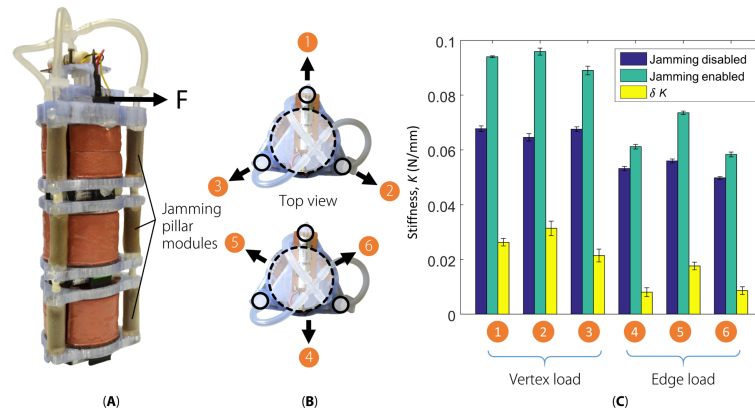 F
Jamming
pillar
modules
(A)
1
3
2
Top view
5
6
4
(B)
Stiffness, K (N/mm)
0.1
0.08
0.06
0.04
0.02
0
Jamming disabled
Jamming enabled
δ K
1 2 3 4 5 6
Vertex load Edge load
(C)